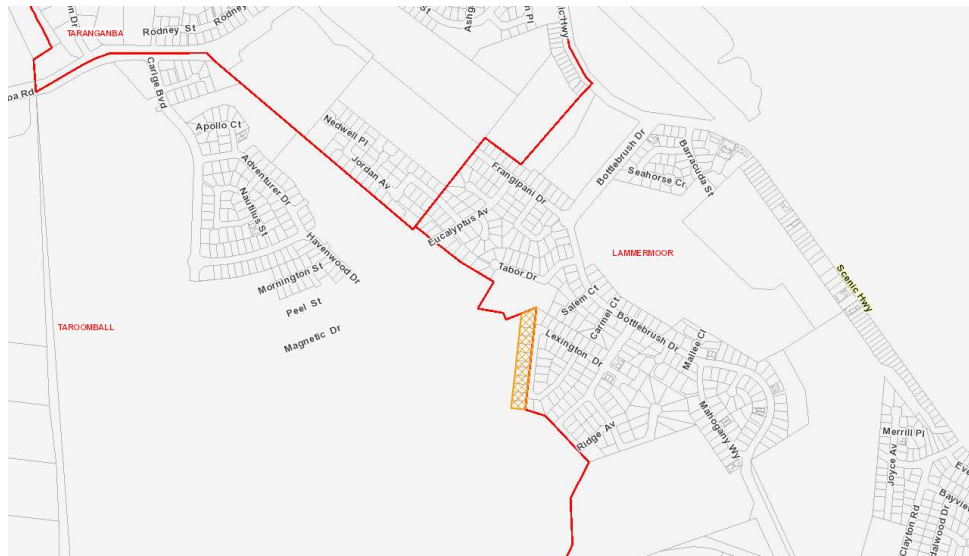 TARANGABA
Rodney St
Carige Bvd
Apollo Ct
Adventurer Dr
Nautilus St
Havenwood Dr
Mornington St
Peel St
Magnetic Dr
TAROOMBALL
Nedwell Pl
Jordan Av
Eucalyptus Av
Frangipani Dr
Tabor Dr
Salem Ct
Carmel Ct
Lexington Dr
Ridge Av
Bottlebrush Dr
Bottlebrush Dr
Seahorse Cr
Barracuda St
LAMMERMOOR
Scenic Hwy
Mallee Cl
Mahogany Wy
Merrill Pl
Joyce Av
Clayton Rd